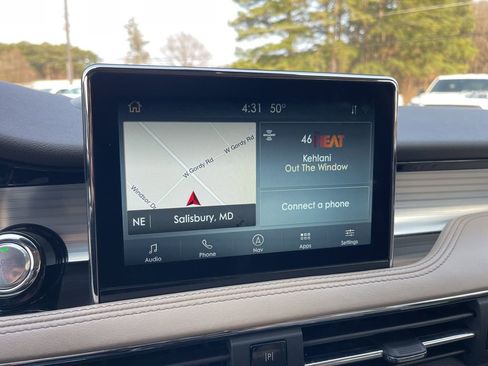 4:31 50°
W Gordy Rd
W Gordy Rd
Windsor Dr
NE Salisbury, MD
46 HEAT
Kehlani
Out The Window
Connect a phone
Audio Phone Nav Apps Settings
P